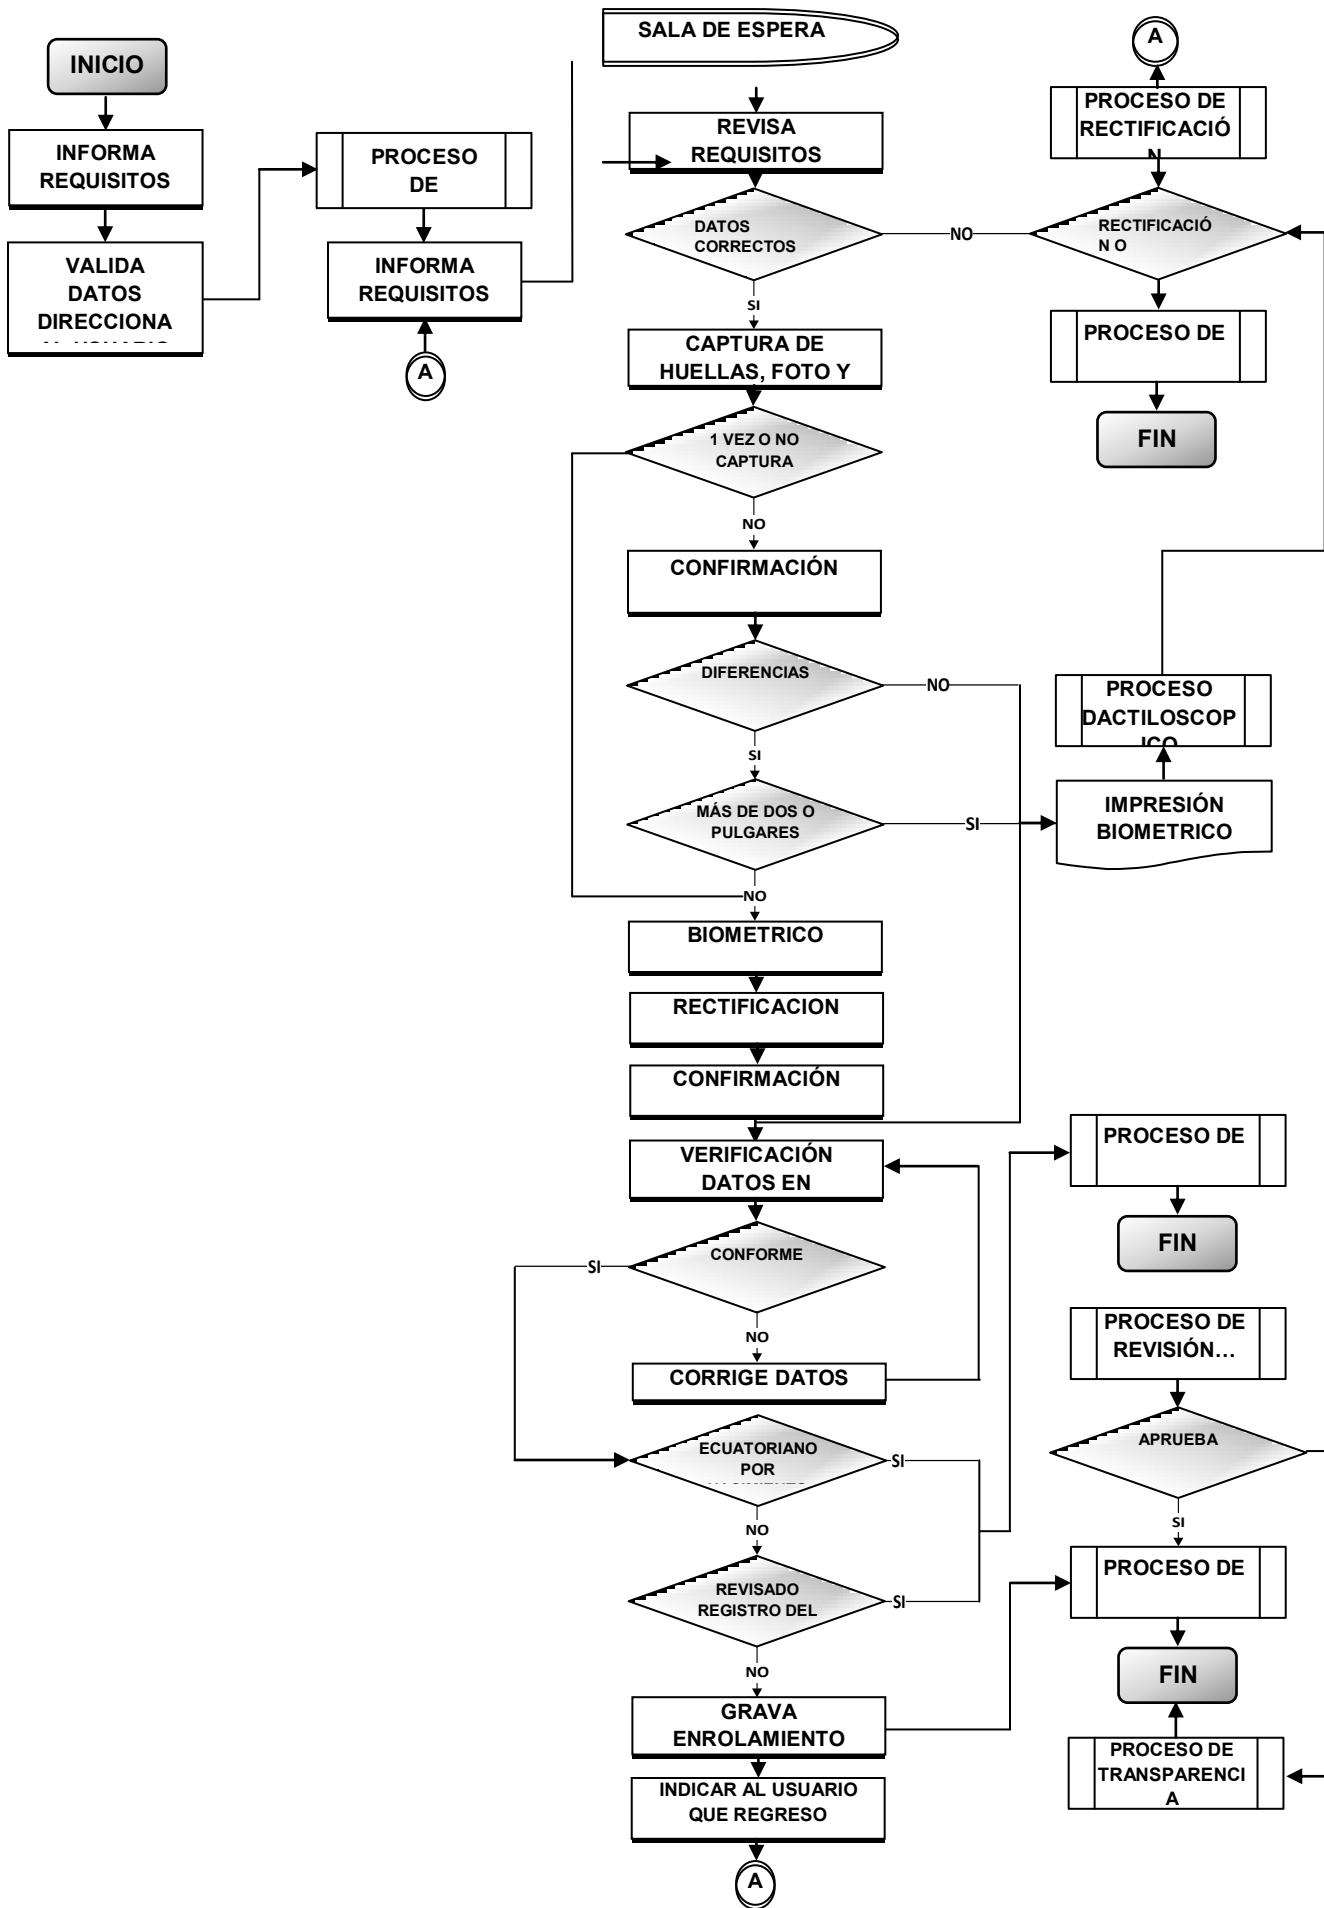 INICIO
INFORMA
REQUISITOS
VALIDA
DATOS
DIRECCIONA
PROCESO
DE
INFORMA
REQUISITOS
A
SALA DE ESPERA
REVISA
REQUISITOS
DATOS
CORRECTOS
NO
SI
A
PROCESO DE
RECTIFICACIÓ
N
RECTIFICACIÓ
N O
PROCESO DE
FIN
CAPTURA DE
HUELLAS, FOTO Y
1 VEZ O NO
CAPTURA
NO
CONFIRMACIÓN
DIFERENCIAS
NO
SI
MÁS DE DOS O
PULGARES
SI
NO
PROCESO
DACTILOSCOP
ICO
IMPRESIÓN
BIOMETRICO
BIOMETRICO
RECTIFICACION
CONFIRMACIÓN
VERIFICACIÓN
DATOS EN
CONFORME
SI
NO
CORRIGE DATOS
ECUATORIANO
POR
SI
NO
REVISADO
REGISTRO DEL
SI
NO
GRAVA
ENROLAMIENTO
INDICAR AL USUARIO
QUE REGRESO
A
PROCESO DE
FIN
PROCESO DE
REVISIÓN...
APRUEBA
SI
PROCESO DE
FIN
PROCESO DE
TRANSPARENCI
A